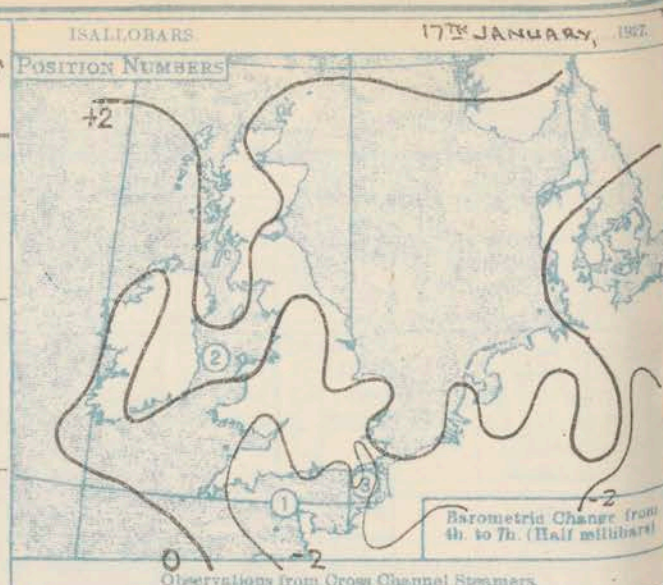 ISALLOBARS.
17TH JANUARY, 1927.
POSITION NUMBERS
+2
2
3
1
-2
Barometric Change from
4h. to 7h. (Half millibars)
0
-2
Observations from Cross Channel Steamers